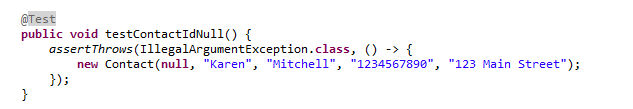 @Test
public void testContactIdNull() {
    assertThrows(IllegalArgumentException.class, () -> {
        new Contact(null, "Karen", "Mitchell", "1234567890", "123 Main Street");
    });
}